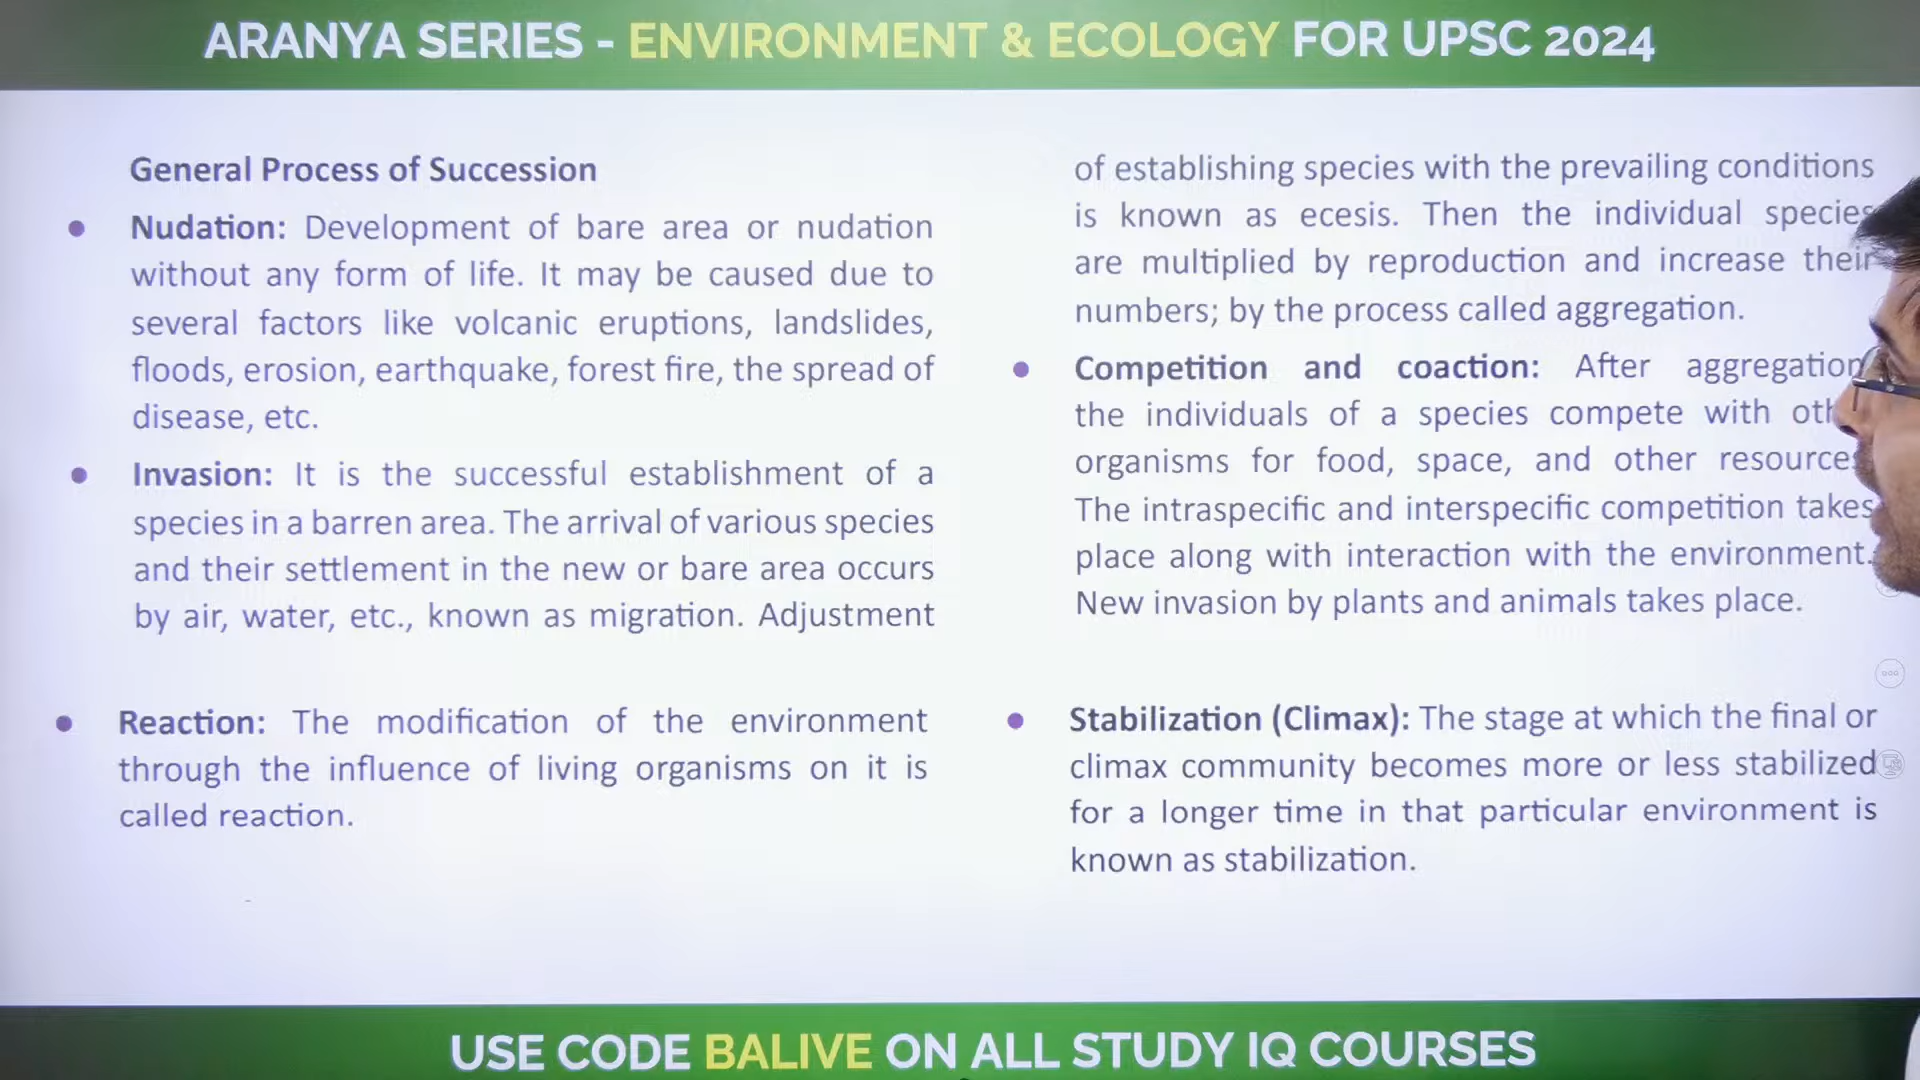 ARANYA SERIES - ENVIRONMENT & ECOLOGY FOR UPSC 2024
General Process of Succession
• Nudation: Development of bare area or nudation
without any form of life. It may be caused due to
several factors like volcanic eruptions, landslides,
floods, erosion, earthquake, forest fire, the spread of
disease, etc.
• Invasion: It is the successful establishment of a
species in a barren area. The arrival of various species
and their settlement in the new or bare area occurs
by air, water, etc., known as migration. Adjustment
of establishing species with the prevailing conditions
is known as ecesis. Then the individual species
are multiplied by reproduction and increase their
numbers; by the process called aggregation.
• Competition and coaction: After aggregation
the individuals of a species compete with
organisms for food, space, and other resources
The intraspecific and interspecific competition takes
place along with interaction with the environment.
New invasion by plants and animals takes place.
• Reaction: The modification of the environment
through the influence of living organisms on it is
called reaction.
• Stabilization (Climax): The stage at which the final or
climax community becomes more or less stabilized
for a longer time in that particular environment is
known as stabilization.
USE CODE BALIVE ON ALL STUDY IQ COURSES